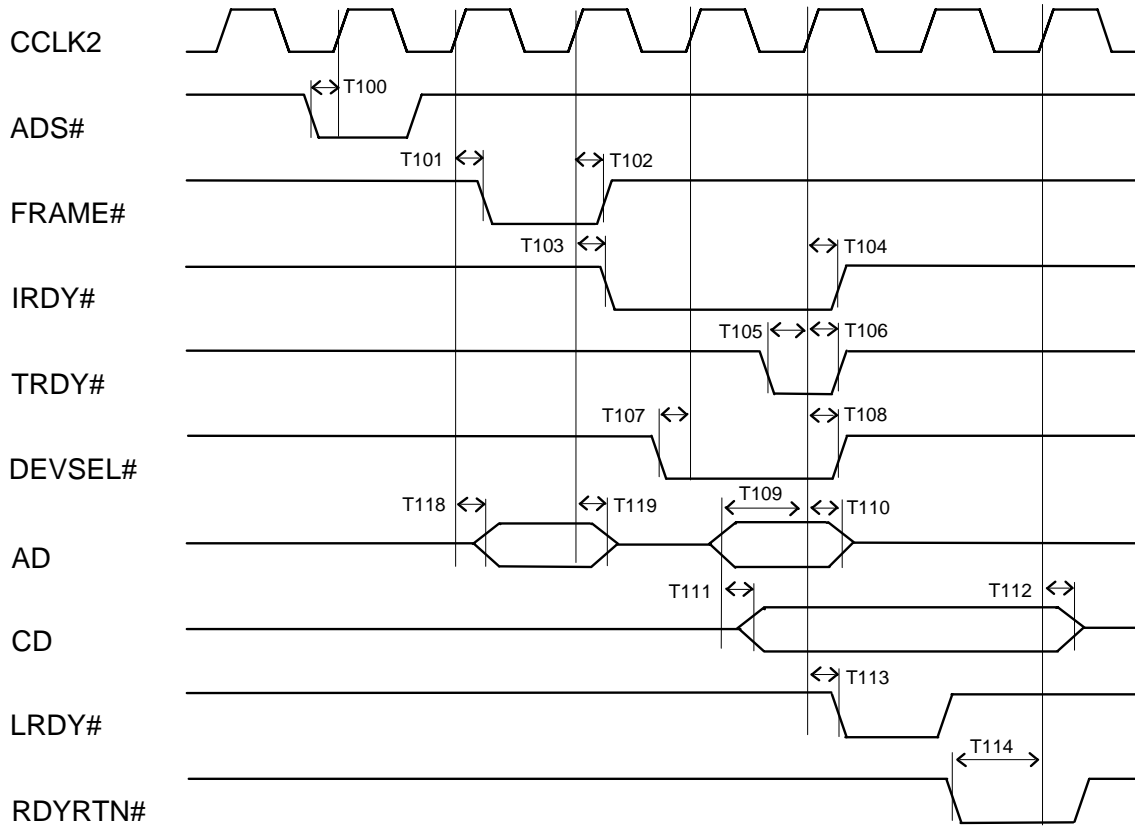 CCLK2
T100
ADS#
T101 T102
FRAME#
T103 T104
IRDY#
T105 T106
TRDY#
T107 T108
DEVSEL#
T118 T119 T109 T110
AD
T111 T112
CD
T113
LRDY#
T114
RDYRTN#